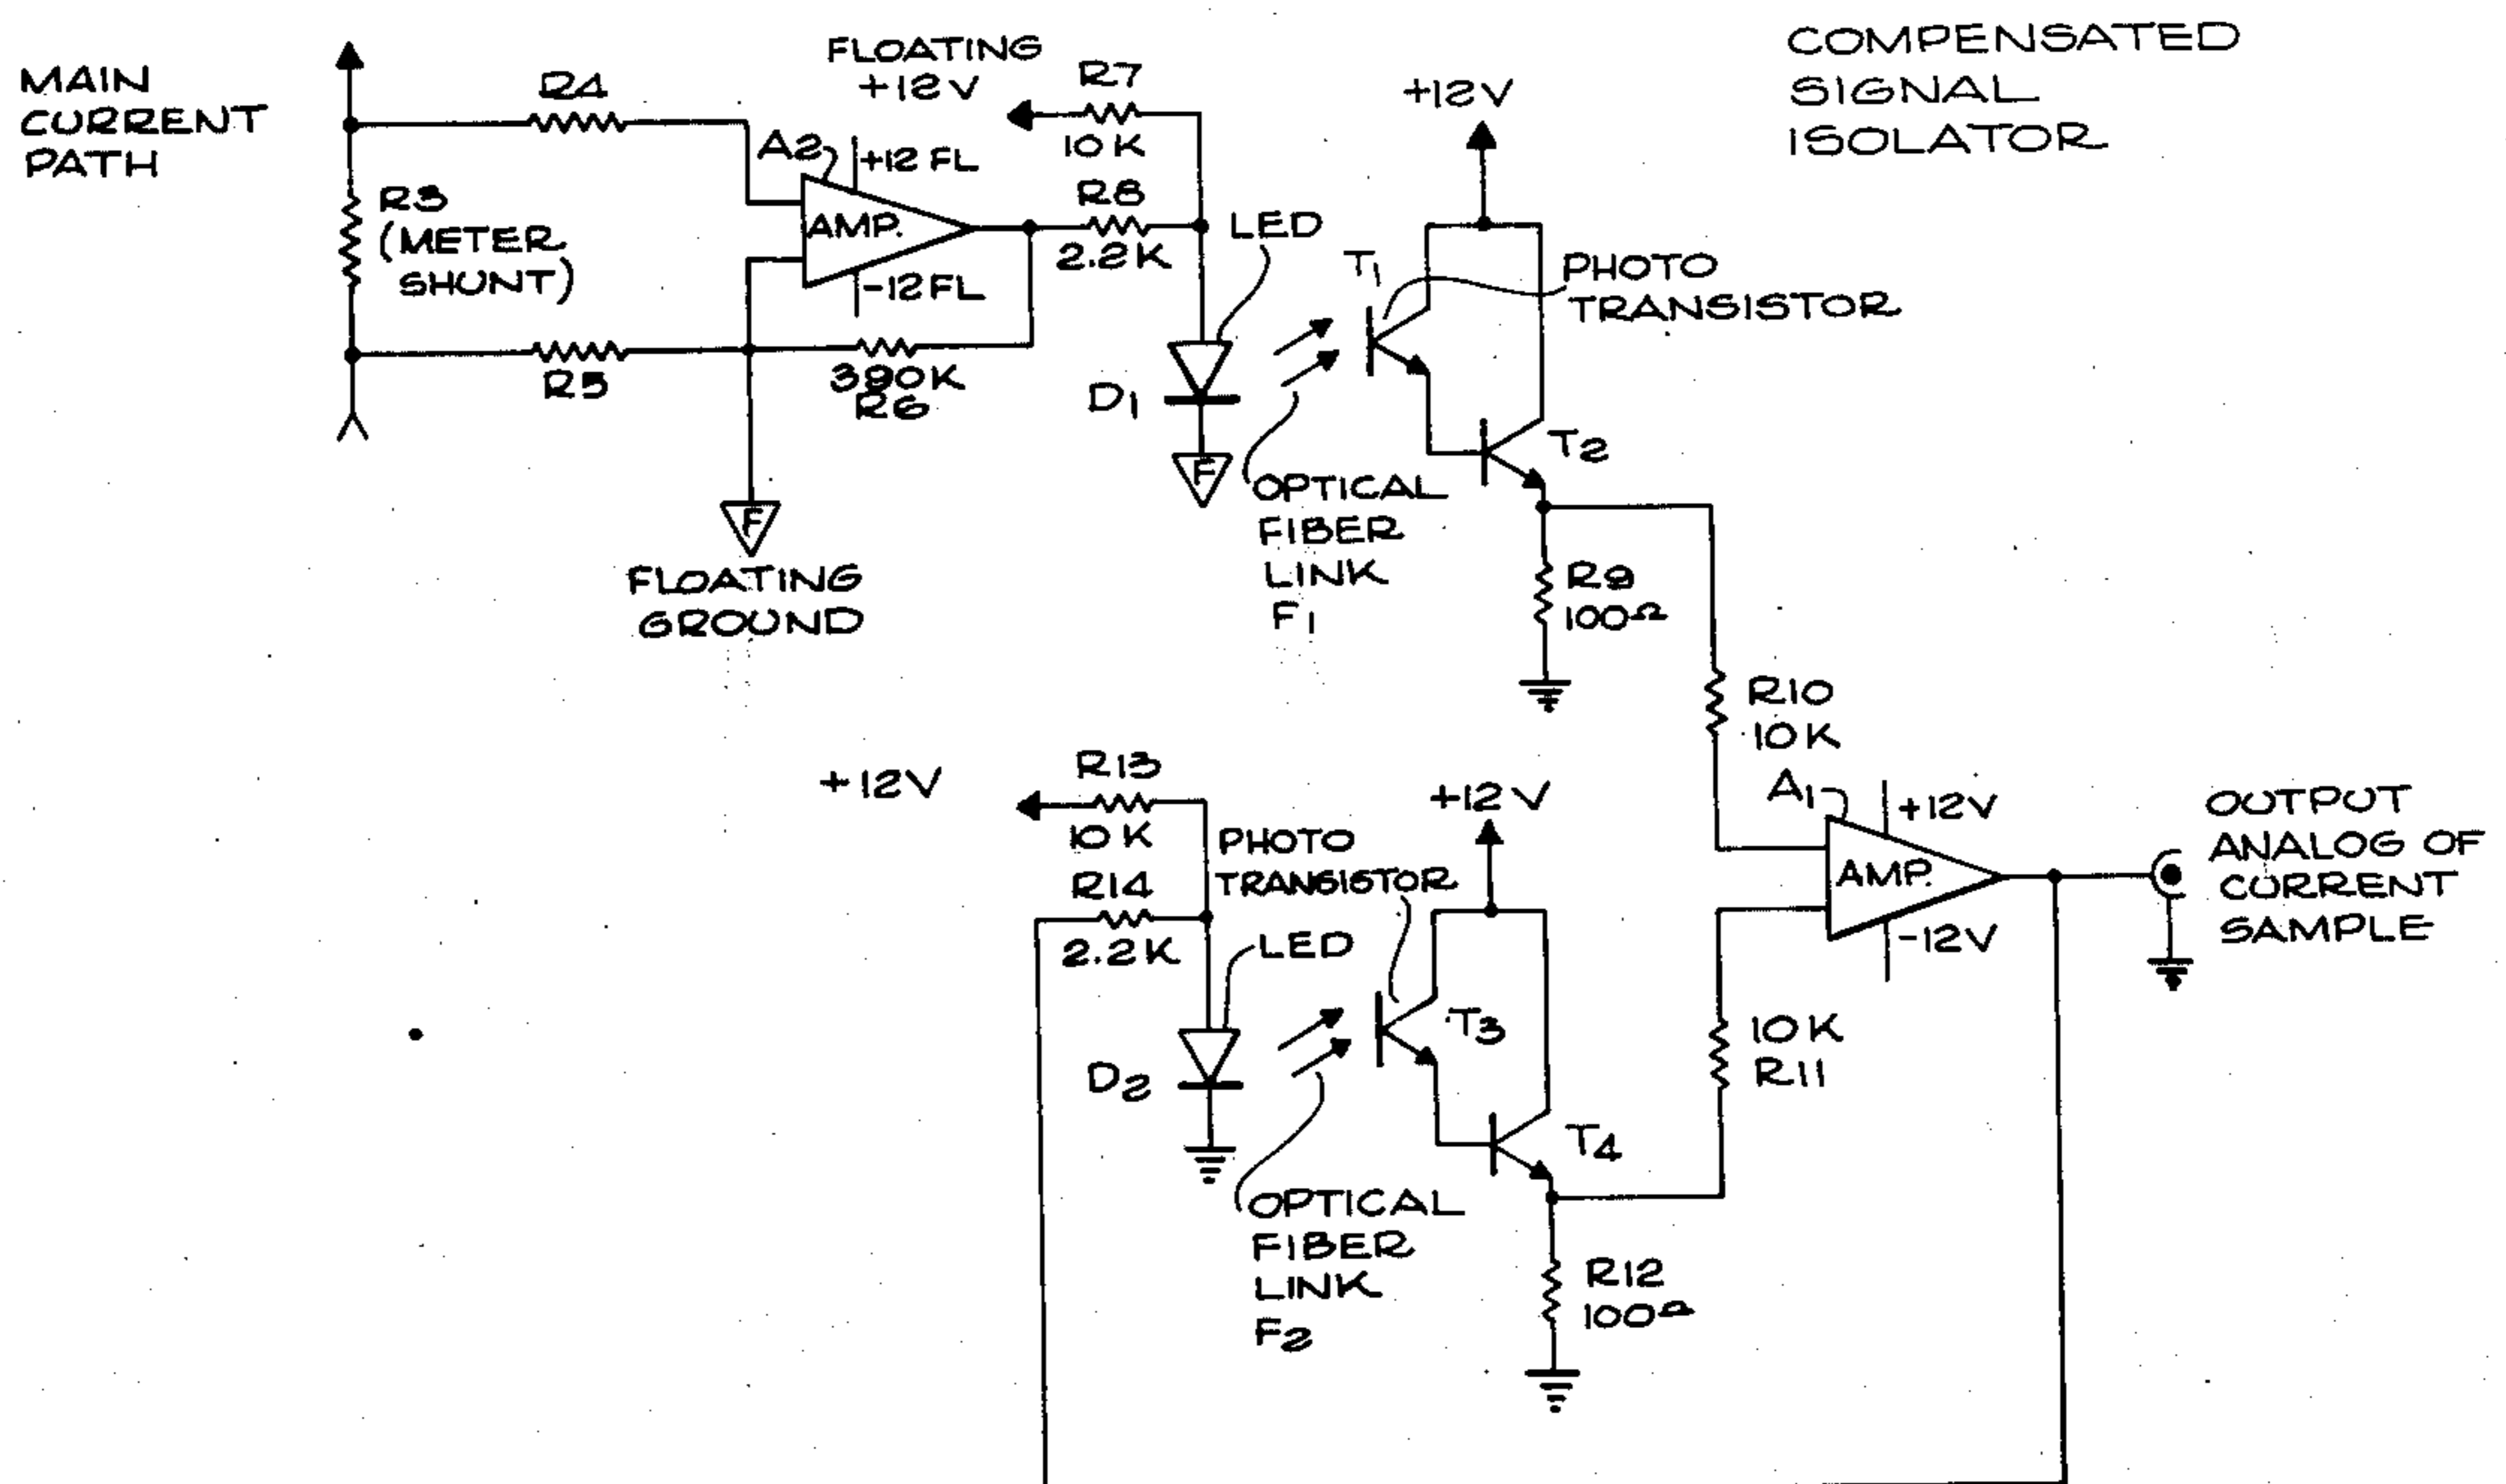 COMPENSATED
SIGNAL
ISOLATOR
MAIN
CURRENT
PATH
R4
FLOATING
+12V
R7
10K
+12V
A2
+12 FL
AMP.
-12FL
R8
2.2K
LED
R3
(METER
SHUNT)
T1
PHOTO
TRANSISTOR
R5
390K
R6
D1
F
T2
F
FLOATING
GROUND
OPTICAL
FIBER
LINK
F1
R9
100Ω
R10
10K
+12V
R13
10K
R14
2.2K
PHOTO
TRANSISTOR
+12V
LED
A1
+12V
AMP.
-12V
OUTPUT
ANALOG OF
CURRENT
SAMPLE
T3
D2
10K
R11
T4
OPTICAL
FIBER
LINK
F2
R12
100Ω